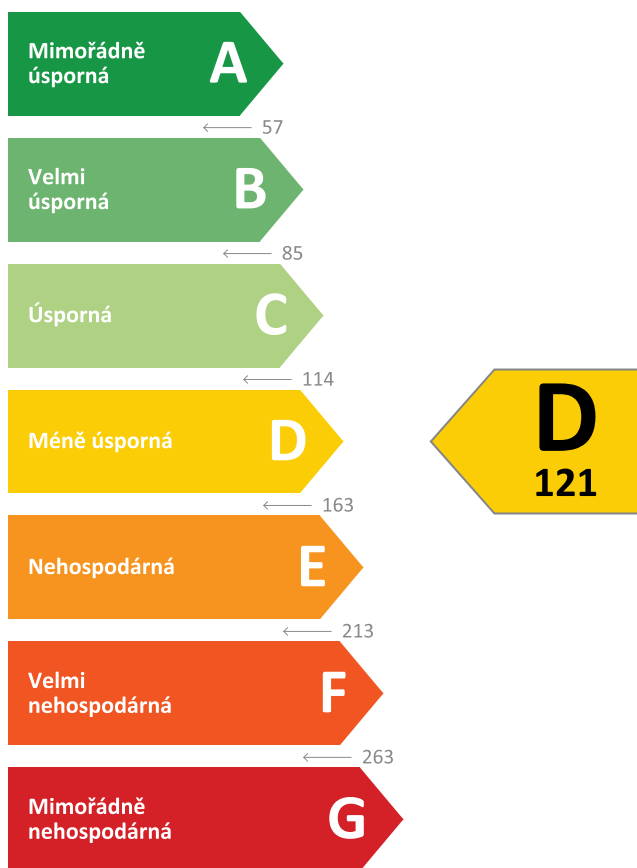 Mimořádně
úsporná
A
57
Velmi
úsporná
B
85
Úsporná
C
114
Méně úsporná
D
D
121
163
Nehospodárná
E
213
Velmi
nehospodárná
F
263
Mimořádně
nehospodárná
G